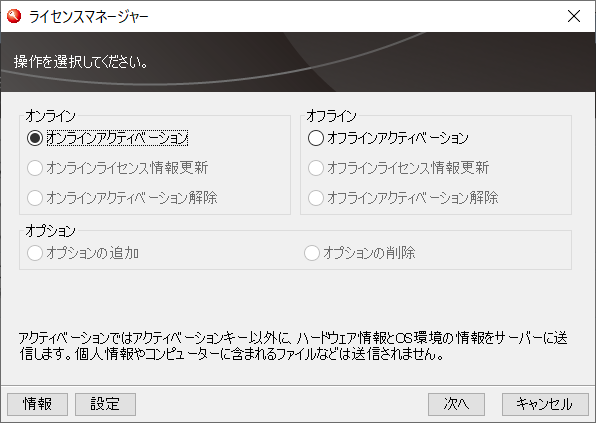 ライセンスマネージャー
操作を選択してください。
オンライン
オンラインアクティベーション
オンラインライセンス情報更新
オンラインアクティベーション解除
オフライン
オフラインアクティベーション
オフラインライセンス情報更新
オフラインアクティベーション解除
オプション
オプションの追加
オプションの削除
アクティベーションではアクティベーションキー以外に、ハードウェア情報とOS環境の情報をサーバーに送
信します。個人情報やコンピューターに含まれるファイルなどは送信されません。
情報
設定
次へ
キャンセル